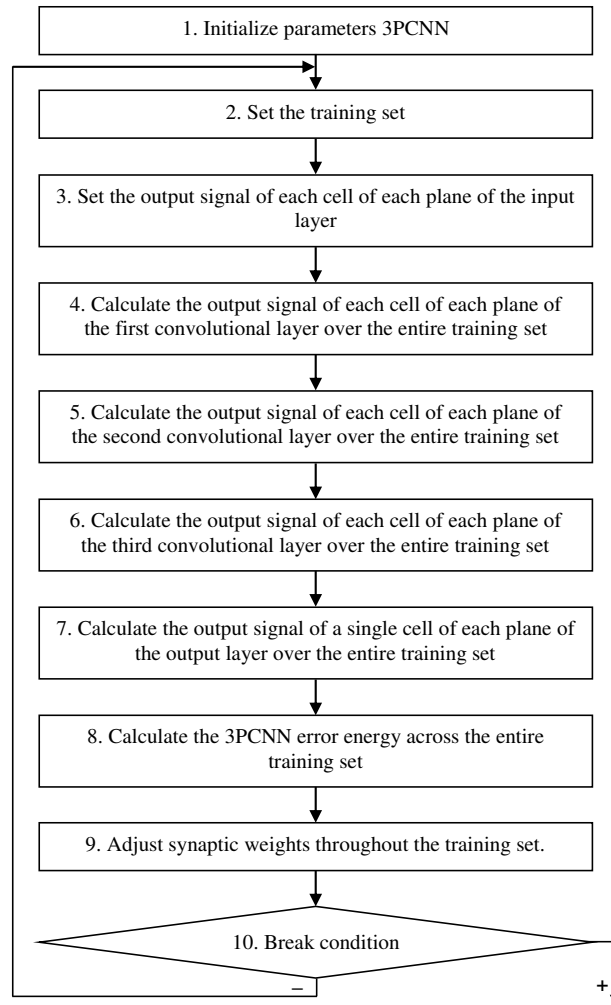 1. Initialize parameters 3PCNN
2. Set the training set
3. Set the output signal of each cell of each plane of the input
layer
4. Calculate the output signal of each cell of each plane of
the first convolutional layer over the entire training set
5. Calculate the output signal of each cell of each plane of
the second convolutional layer over the entire training set
6. Calculate the output signal of each cell of each plane of
the third convolutional layer over the entire training set
7. Calculate the output signal of a single cell of each plane of
the output layer over the entire training set
8. Calculate the 3PCNN error energy across the entire
training set
9. Adjust synaptic weights throughout the training set.
10. Break condition
– +